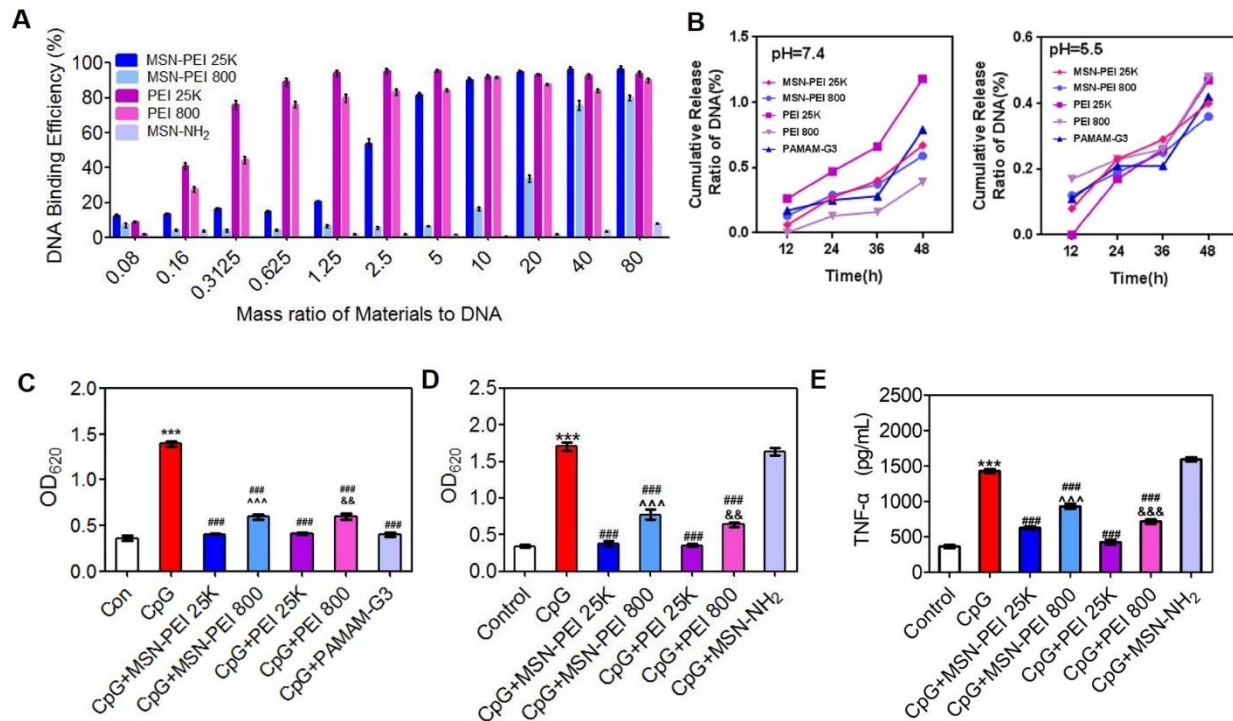 A
DNA Binding Efficiency (%)
100
80
60
40
20
0
MSN-PEI 25K
MSN-PEI 800
PEI 25K
PEI 800
MSN-NH₂
0.08
0.16
0.3125
0.625
1.25
2.5
5
10
20
40
80
Mass ratio of Materials to DNA
B
Cumulative Release
Ratio of DNA(%)
1.5
1.0
0.5
0.0
pH=7.4
MSN-PEI 25K
MSN-PEI 800
PEI 25K
PEI 800
PAMAM-G3
12
24
36
48
Time(h)
Cumulative Release
Ratio of DNA(%)
0.6
0.4
0.2
0.0
pH=5.5
MSN-PEI 25K
MSN-PEI 800
PEI 25K
PEI 800
PAMAM-G3
12
24
36
48
Time(h)
C
OD₆₂₀
2.0
1.5
1.0
0.5
0.0
***
###
###
^^^
###
###
&&
###
Con
CpG
CpG+MSN-PEI 25K
CpG+MSN-PEI 800
CpG+PEI 25K
CpG+PEI 800
CpG+PAMAM-G3
D
OD₆₂₀
2.5
2.0
1.5
1.0
0.5
0.0
***
###
###
^^^
###
###
&&
Control
CpG
CpG+MSN-PEI 25K
CpG+MSN-PEI 800
CpG+PEI 25K
CpG+PEI 800
CpG+MSN-NH₂
E
TNF-α (pg/mL)
2500
2000
1500
1000
500
0
***
###
###
^^^
###
###
&&&
Control
CpG
CpG+MSN-PEI 25K
CpG+MSN-PEI 800
CpG+PEI 25K
CpG+PEI 800
CpG+MSN-NH₂